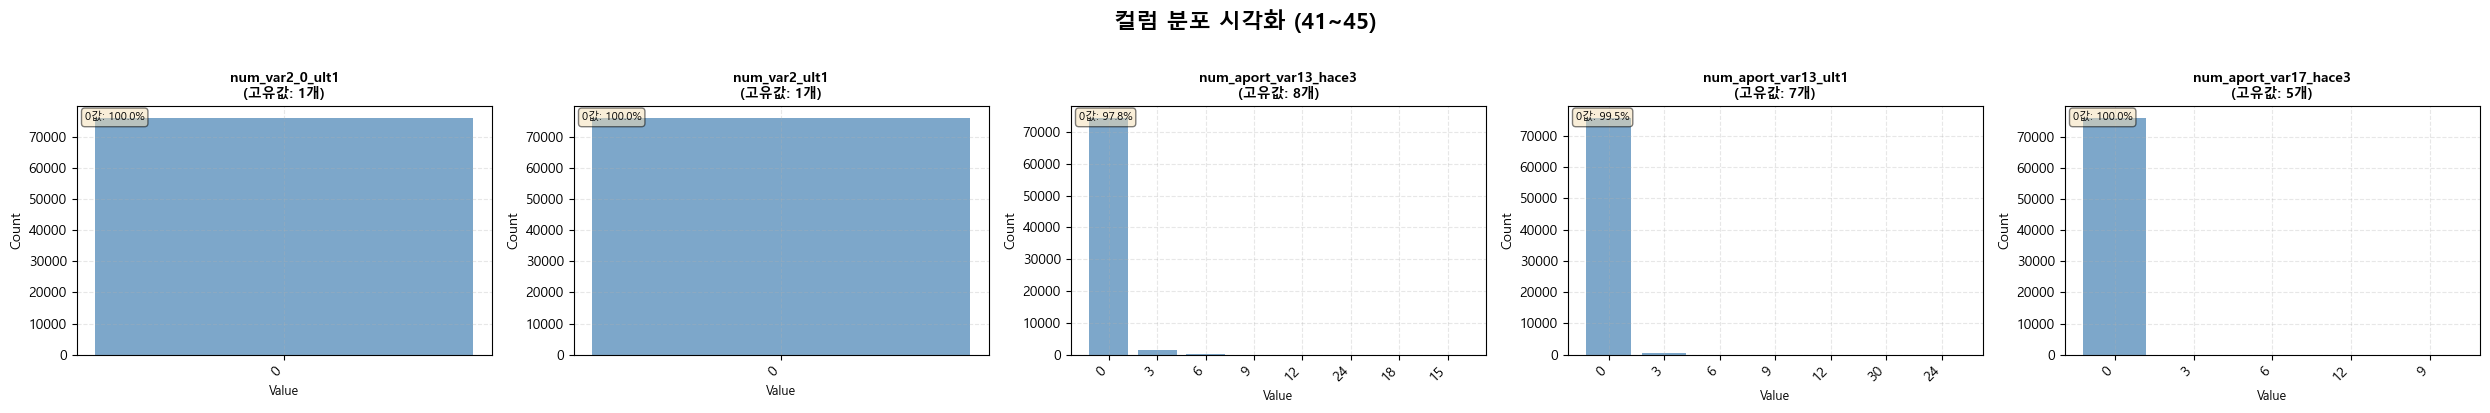 컬럼 분포 시각화 (41~45)
num_var2_0_ult1
(고유값: 1개)
0값: 100.0%
70000
60000
50000
40000
30000
20000
10000
0
Count
0
Value
num_var2_ult1
(고유값: 1개)
0값: 100.0%
70000
60000
50000
40000
30000
20000
10000
0
Count
0
Value
num_aport_var13_hace3
(고유값: 8개)
0값: 97.8%
70000
60000
50000
40000
30000
20000
10000
0
Count
0 3 6 9 12 24 18 15
Value
num_aport_var13_ult1
(고유값: 7개)
0값: 99.5%
70000
60000
50000
40000
30000
20000
10000
0
Count
0 3 6 9 12 30 24
Value
num_aport_var17_hace3
(고유값: 5개)
0값: 100.0%
70000
60000
50000
40000
30000
20000
10000
0
Count
0 3 6 12 9
Value